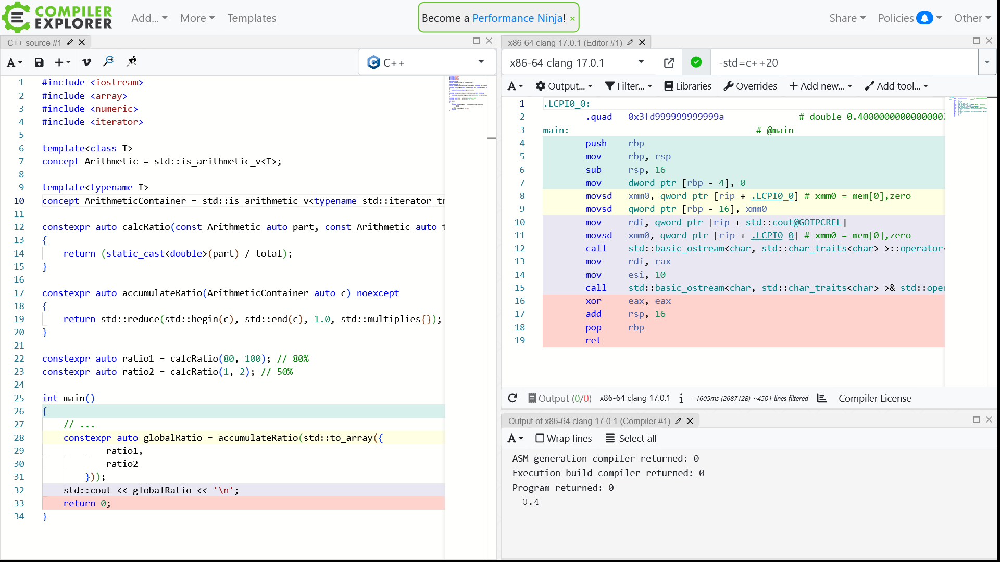 COMPILER
EXPLORER
Add...
More
Templates
Become a Performance Ninja! ×
Share
Policies
Other
C++ source #1
C++
1 #include <iostream>
2 #include <array>
3 #include <numeric>
4 #include <iterator>
5
6 template<class T>
7 concept Arithmetic = std::is_arithmetic_v<T>;
8
9 template<typename T>
10 concept ArithmeticContainer = std::is_arithmetic_v<typename std::iterator_tr
11
12 constexpr auto calcRatio(const Arithmetic auto part, const Arithmetic auto t
13 {
14 return (static_cast<double>(part) / total);
15 }
16
17 constexpr auto accumulateRatio(ArithmeticContainer auto c) noexcept
18 {
19 return std::reduce(std::begin(c), std::end(c), 1.0, std::multiplies{});
20 }
21
22 constexpr auto ratio1 = calcRatio(80, 100); // 80%
23 constexpr auto ratio2 = calcRatio(1, 2); // 50%
24
25 int main()
26 {
27 // ...
28 constexpr auto globalRatio = accumulateRatio(std::to_array({
29 ratio1,
30 ratio2
31 }));
32 std::cout << globalRatio << '\n';
33 return 0;
34 }
x86-64 clang 17.0.1 (Editor #1)
x86-64 clang 17.0.1
-std=c++20
A
Output...
Filter...
Libraries
Overrides
Add new...
Add tool...
1 .LCPI0_0:
2 .quad 0x3fd999999999999a # double 0.40000000000000002
3 main: # @main
4 push rbp
5 mov rbp, rsp
6 sub rsp, 16
7 mov dword ptr [rbp - 4], 0
8 movsd xmm0, qword ptr [rip + .LCPI0_0] # xmm0 = mem[0],zero
9 movsd qword ptr [rbp - 16], xmm0
10 mov rdi, qword ptr [rip + std::cout@GOTPCREL]
11 movsd xmm0, qword ptr [rip + .LCPI0_0] # xmm0 = mem[0],zero
12 call std::basic_ostream<char, std::char_traits<char> >::operator<
13 mov rdi, rax
14 mov esi, 10
15 call std::basic_ostream<char, std::char_traits<char> >& std::oper
16 xor eax, eax
17 add rsp, 16
18 pop rbp
19 ret
Output (0/0) x86-64 clang 17.0.1 i - 1605ms (268712B) ~4501 lines filtered Compiler License
Output of x86-64 clang 17.0.1 (Compiler #1)
A
Wrap lines
Select all
ASM generation compiler returned: 0
Execution build compiler returned: 0
Program returned: 0
0.4